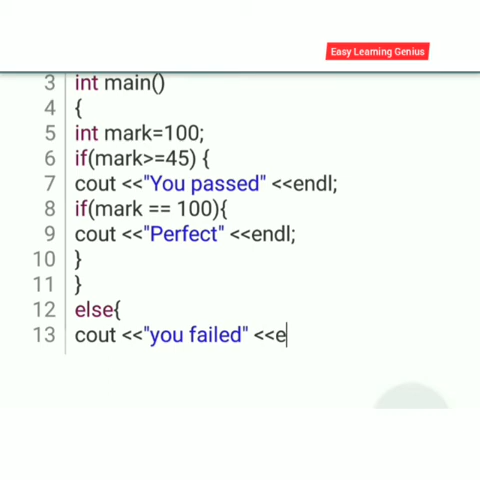 Easy Learning Genius
3 int main()
4 {
5 int mark=100;
6 if(mark>=45) {
7 cout <<"You passed" <<endl;
8 if(mark == 100){
9 cout <<"Perfect" <<endl;
10 }
11 }
12 else{
13 cout <<"you failed" <<e